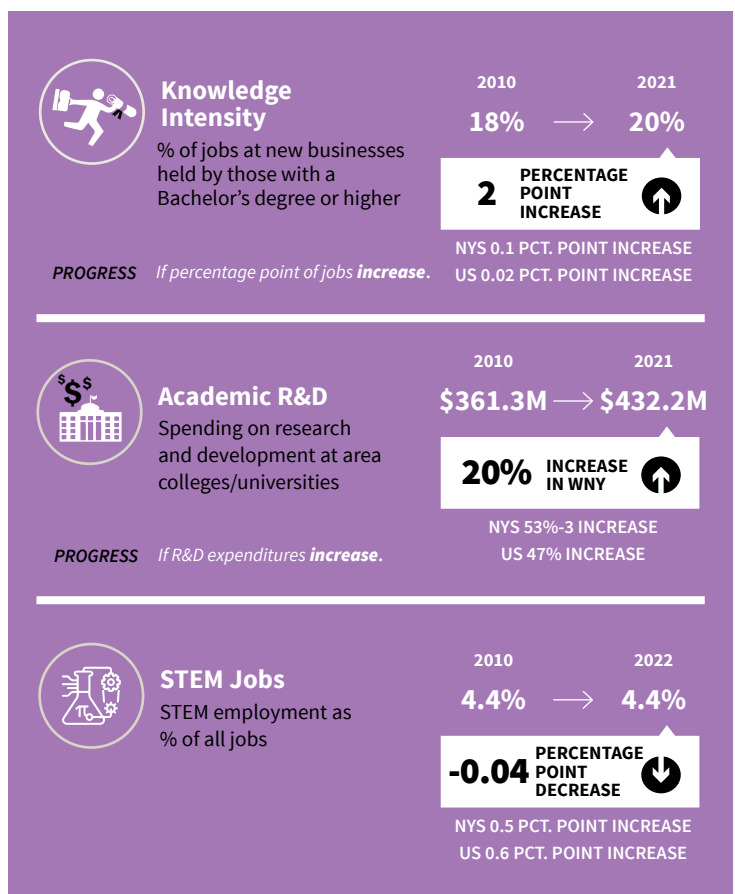 Knowledge
Intensity
% of jobs at new businesses
held by those with a
Bachelor's degree or higher
PROGRESS If percentage point of jobs increase.
2010 2021
18% → 20%
2 PERCENTAGE
POINT
INCREASE
NYS 0.1 PCT. POINT INCREASE
US 0.02 PCT. POINT INCREASE
$ $ $
Academic R&D
Spending on research
and development at area
colleges/universities
PROGRESS If R&D expenditures increase.
2010 2021
$361.3M → $432.2M
20% INCREASE
IN WNY
NYS 53%-3 INCREASE
US 47% INCREASE
π
STEM Jobs
STEM employment as
% of all jobs
2010 2022
4.4% → 4.4%
-0.04 PERCENTAGE
POINT
DECREASE
NYS 0.5 PCT. POINT INCREASE
US 0.6 PCT. POINT INCREASE